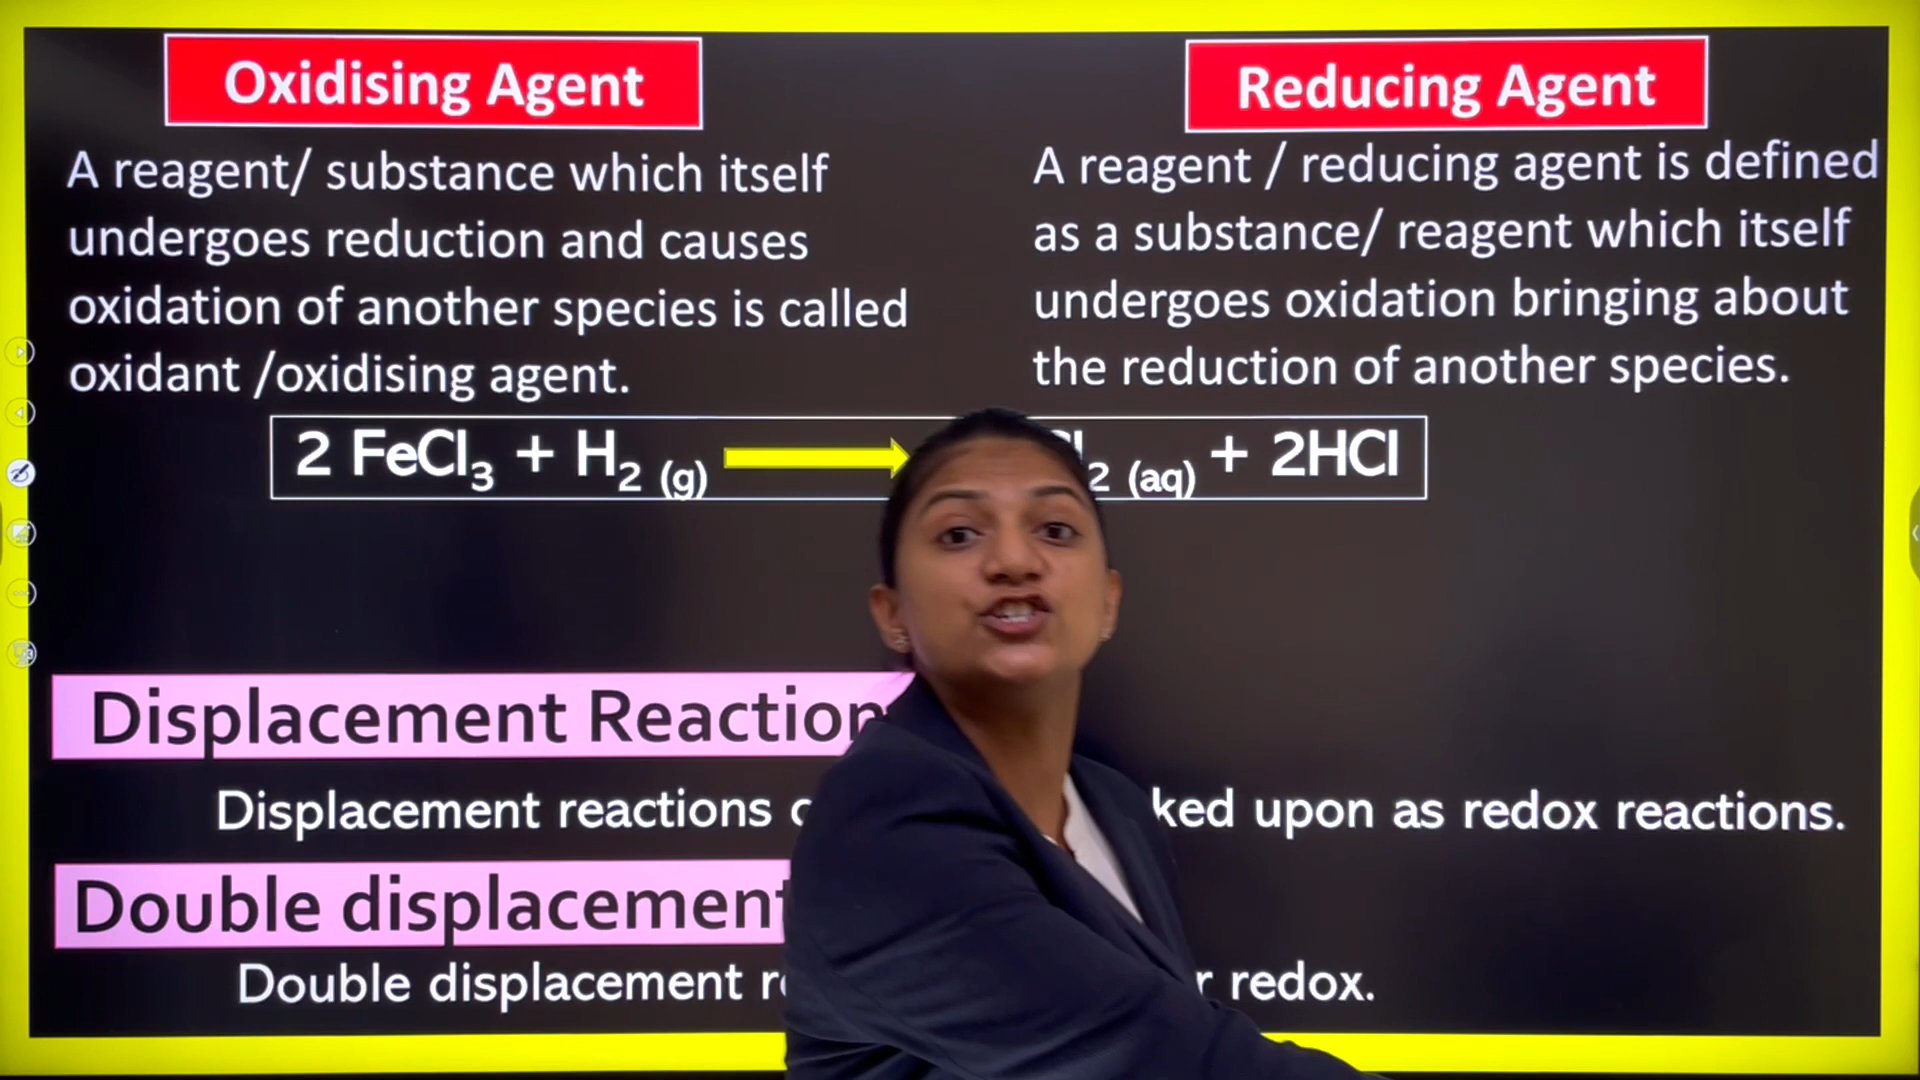 Oxidising Agent
A reagent/ substance which itself
undergoes reduction and causes
oxidation of another species is called
oxidant /oxidising agent.
Reducing Agent
A reagent / reducing agent is defined
as a substance/ reagent which itself
undergoes oxidation bringing about
the reduction of another species.
2 FeCl₃ + H₂ (g) ₂ (aq) + 2HCl
Displacement Reaction
Displacement reactions upon as redox reactions.
Double displacement
Double displacement redox.